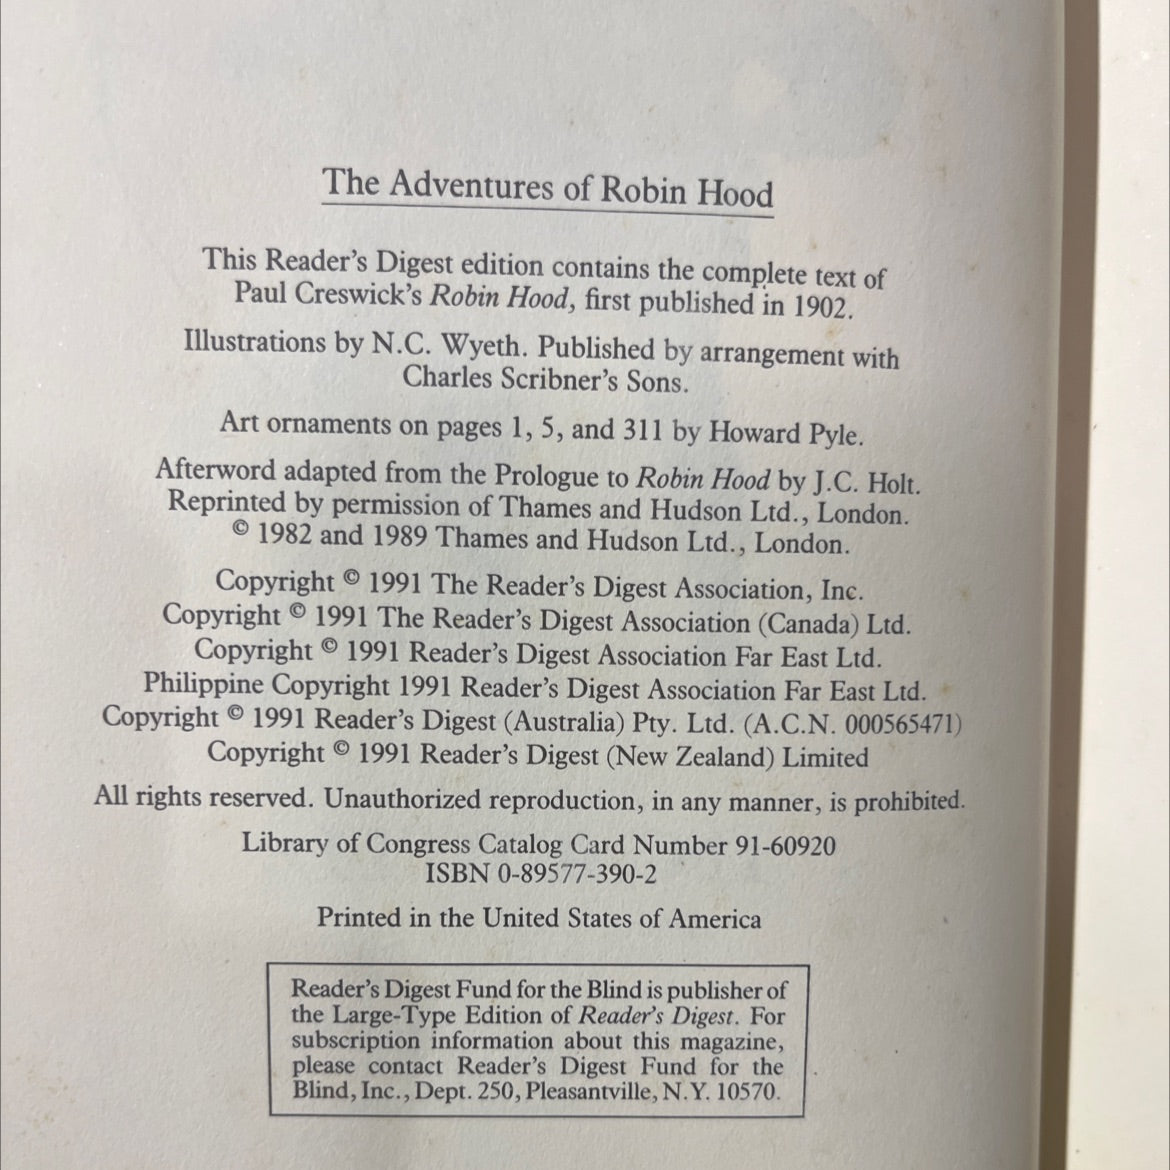 The Adventures of Robin Hood
This Reader's Digest edition contains the complete text of
Paul Creswick's Robin Hood, first published in 1902.
Illustrations by N.C. Wyeth. Published by arrangement with
Charles Scribner's Sons.
Art ornaments on pages 1, 5, and 311 by Howard Pyle.
Afterword adapted from the Prologue to Robin Hood by J.C. Holt.
Reprinted by permission of Thames and Hudson Ltd., London.
© 1982 and 1989 Thames and Hudson Ltd., London.
Copyright © 1991 The Reader's Digest Association, Inc.
Copyright © 1991 The Reader's Digest Association (Canada) Ltd.
Copyright © 1991 Reader's Digest Association Far East Ltd.
Philippine Copyright 1991 Reader's Digest Association Far East Ltd.
Copyright © 1991 Reader's Digest (Australia) Pty. Ltd. (A.C.N. 000565471)
Copyright © 1991 Reader's Digest (New Zealand) Limited
All rights reserved. Unauthorized reproduction, in any manner, is prohibited.
Library of Congress Catalog Card Number 91-60920
ISBN 0-89577-390-2
Printed in the United States of America
Reader's Digest Fund for the Blind is publisher of
the Large-Type Edition of Reader's Digest. For
subscription information about this magazine,
please contact Reader's Digest Fund for the
Blind, Inc., Dept. 250, Pleasantville, N.Y. 10570.